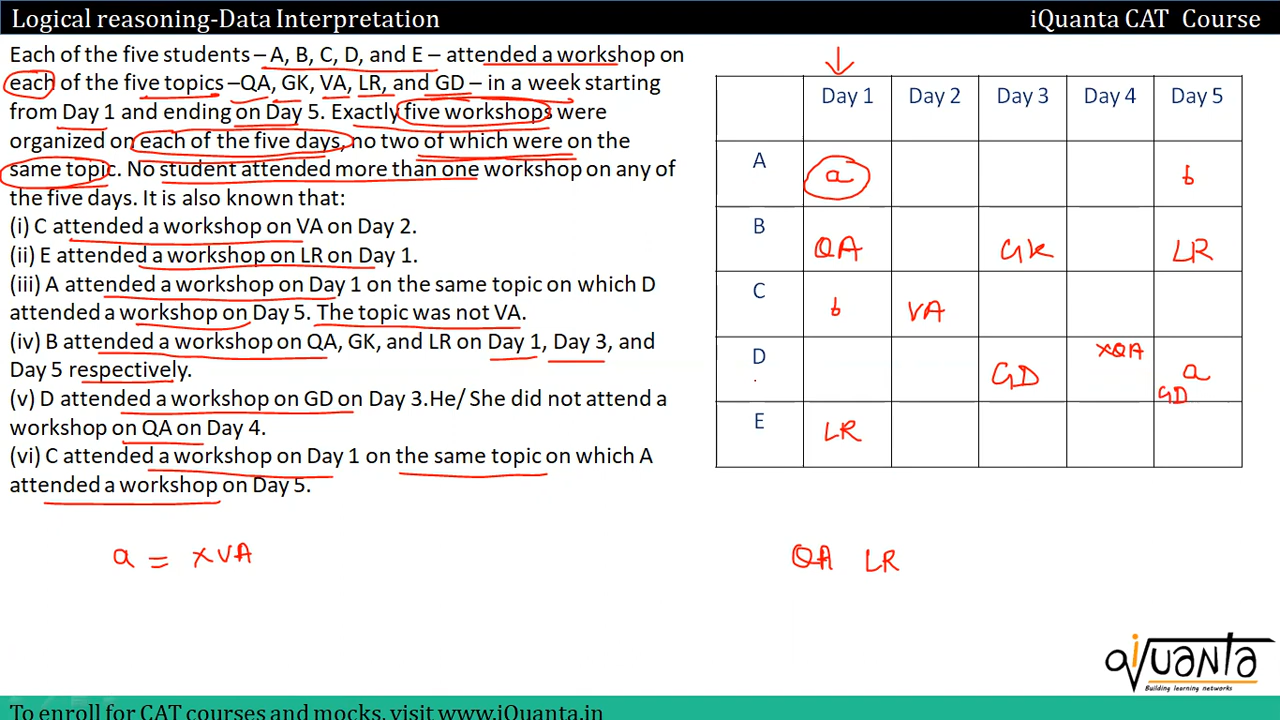 Logical reasoning-Data Interpretation
iQuanta CAT Course
Each of the five students – A, B, C, D, and E – attended a workshop on
each of the five topics –QA, GK, VA, LR, and GD – in a week starting
from Day 1 and ending on Day 5. Exactly five workshops were
organized on each of the five days, no two of which were on the
same topic. No student attended more than one workshop on any of
the five days. It is also known that:
(i) C attended a workshop on VA on Day 2.
(ii) E attended a workshop on LR on Day 1.
(iii) A attended a workshop on Day 1 on the same topic on which D
attended a workshop on Day 5. The topic was not VA.
(iv) B attended a workshop on QA, GK, and LR on Day 1, Day 3, and
Day 5 respectively.
(v) D attended a workshop on GD on Day 3.He/ She did not attend a
workshop on QA on Day 4.
(vi) C attended a workshop on Day 1 on the same topic on which A
attended a workshop on Day 5.
a = xVA
Day 1 Day 2 Day 3 Day 4 Day 5
A a b
B QA GK LR
C b VA
D GD xQA a GD
E LR
QA LR
aiQuanta
Building learning networks
To enroll for CAT courses and mocks, visit www.iQuanta.in